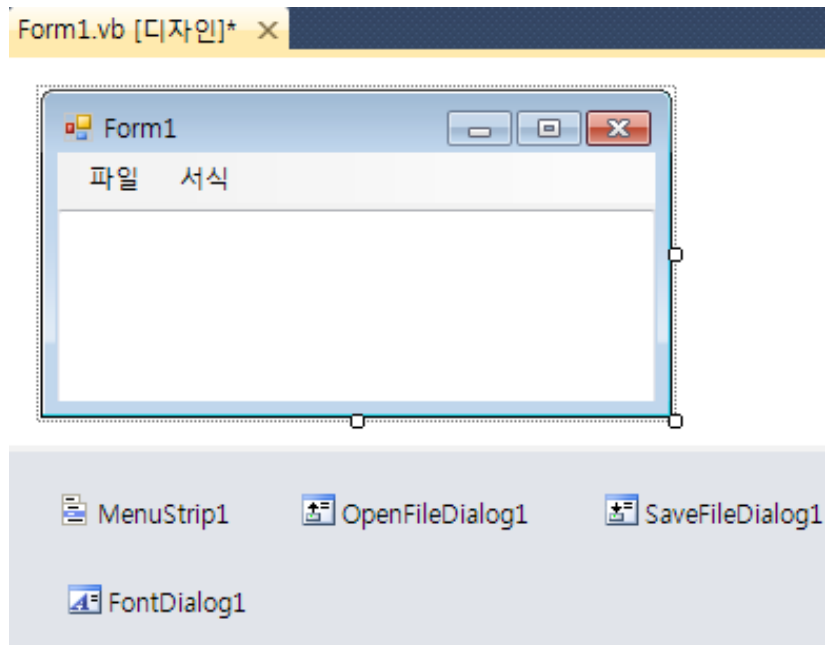 Form1.vb [디자인]*
Form1
파일 서식
MenuStrip1 OpenFileDialog1 SaveFileDialog1
FontDialog1